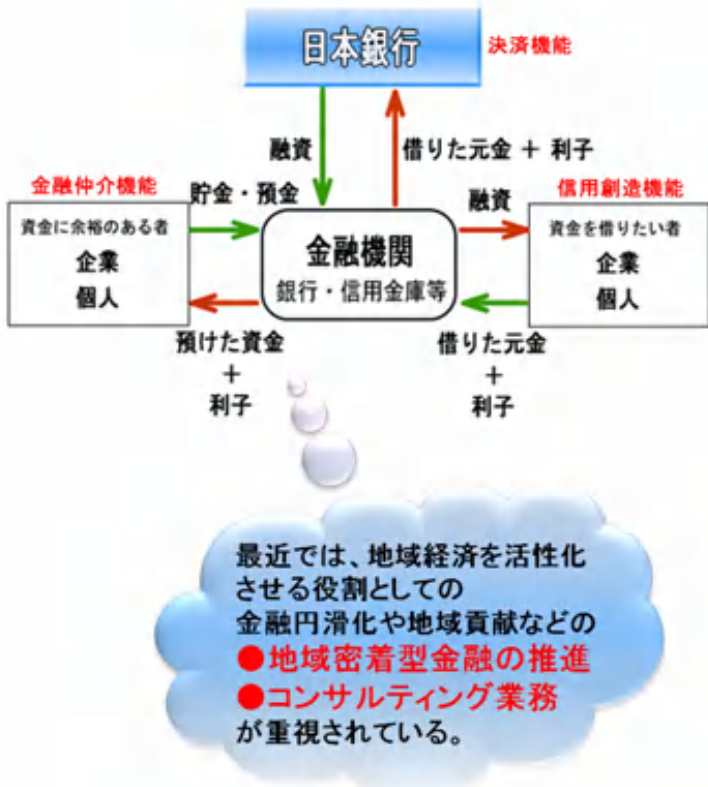 日本銀行
決済機能
融資
借りた元金 + 利子
金融仲介機能
貯金・預金
融資
信用創造機能
資金に余裕のある者
企業
個人
金融機関
銀行・信用金庫等
資金を借りたい者
企業
個人
預けた資金
+
利子
借りた元金
+
利子
最近では、地域経済を活性化
させる役割としての
金融円滑化や地域貢献などの
●地域密着型金融の推進
●コンサルティング業務
が重視されている。